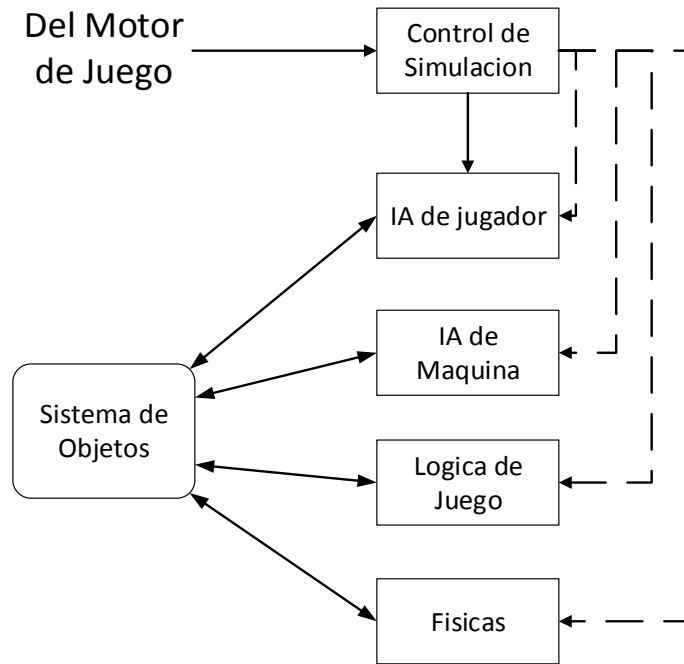 Del Motor
de Juego
Control de
Simulacion
IA de jugador
IA de
Maquina
Sistema de
Objetos
Logica de
Juego
Fisicas